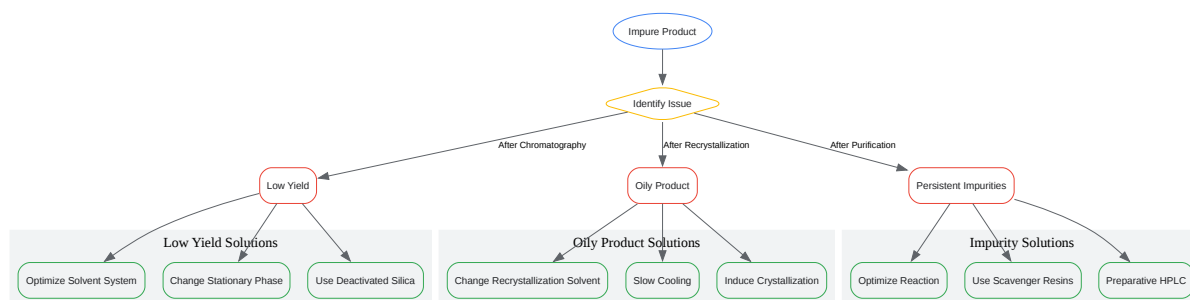 Impure Product
Identify Issue
After Chromatography
After Recrystallization
After Purification
Low Yield
Oily Product
Persistent Impurities
Low Yield Solutions
Oily Product Solutions
Impurity Solutions
Optimize Solvent System
Change Stationary Phase
Use Deactivated Silica
Change Recrystallization Solvent
Slow Cooling
Induce Crystallization
Optimize Reaction
Use Scavenger Resins
Preparative HPLC